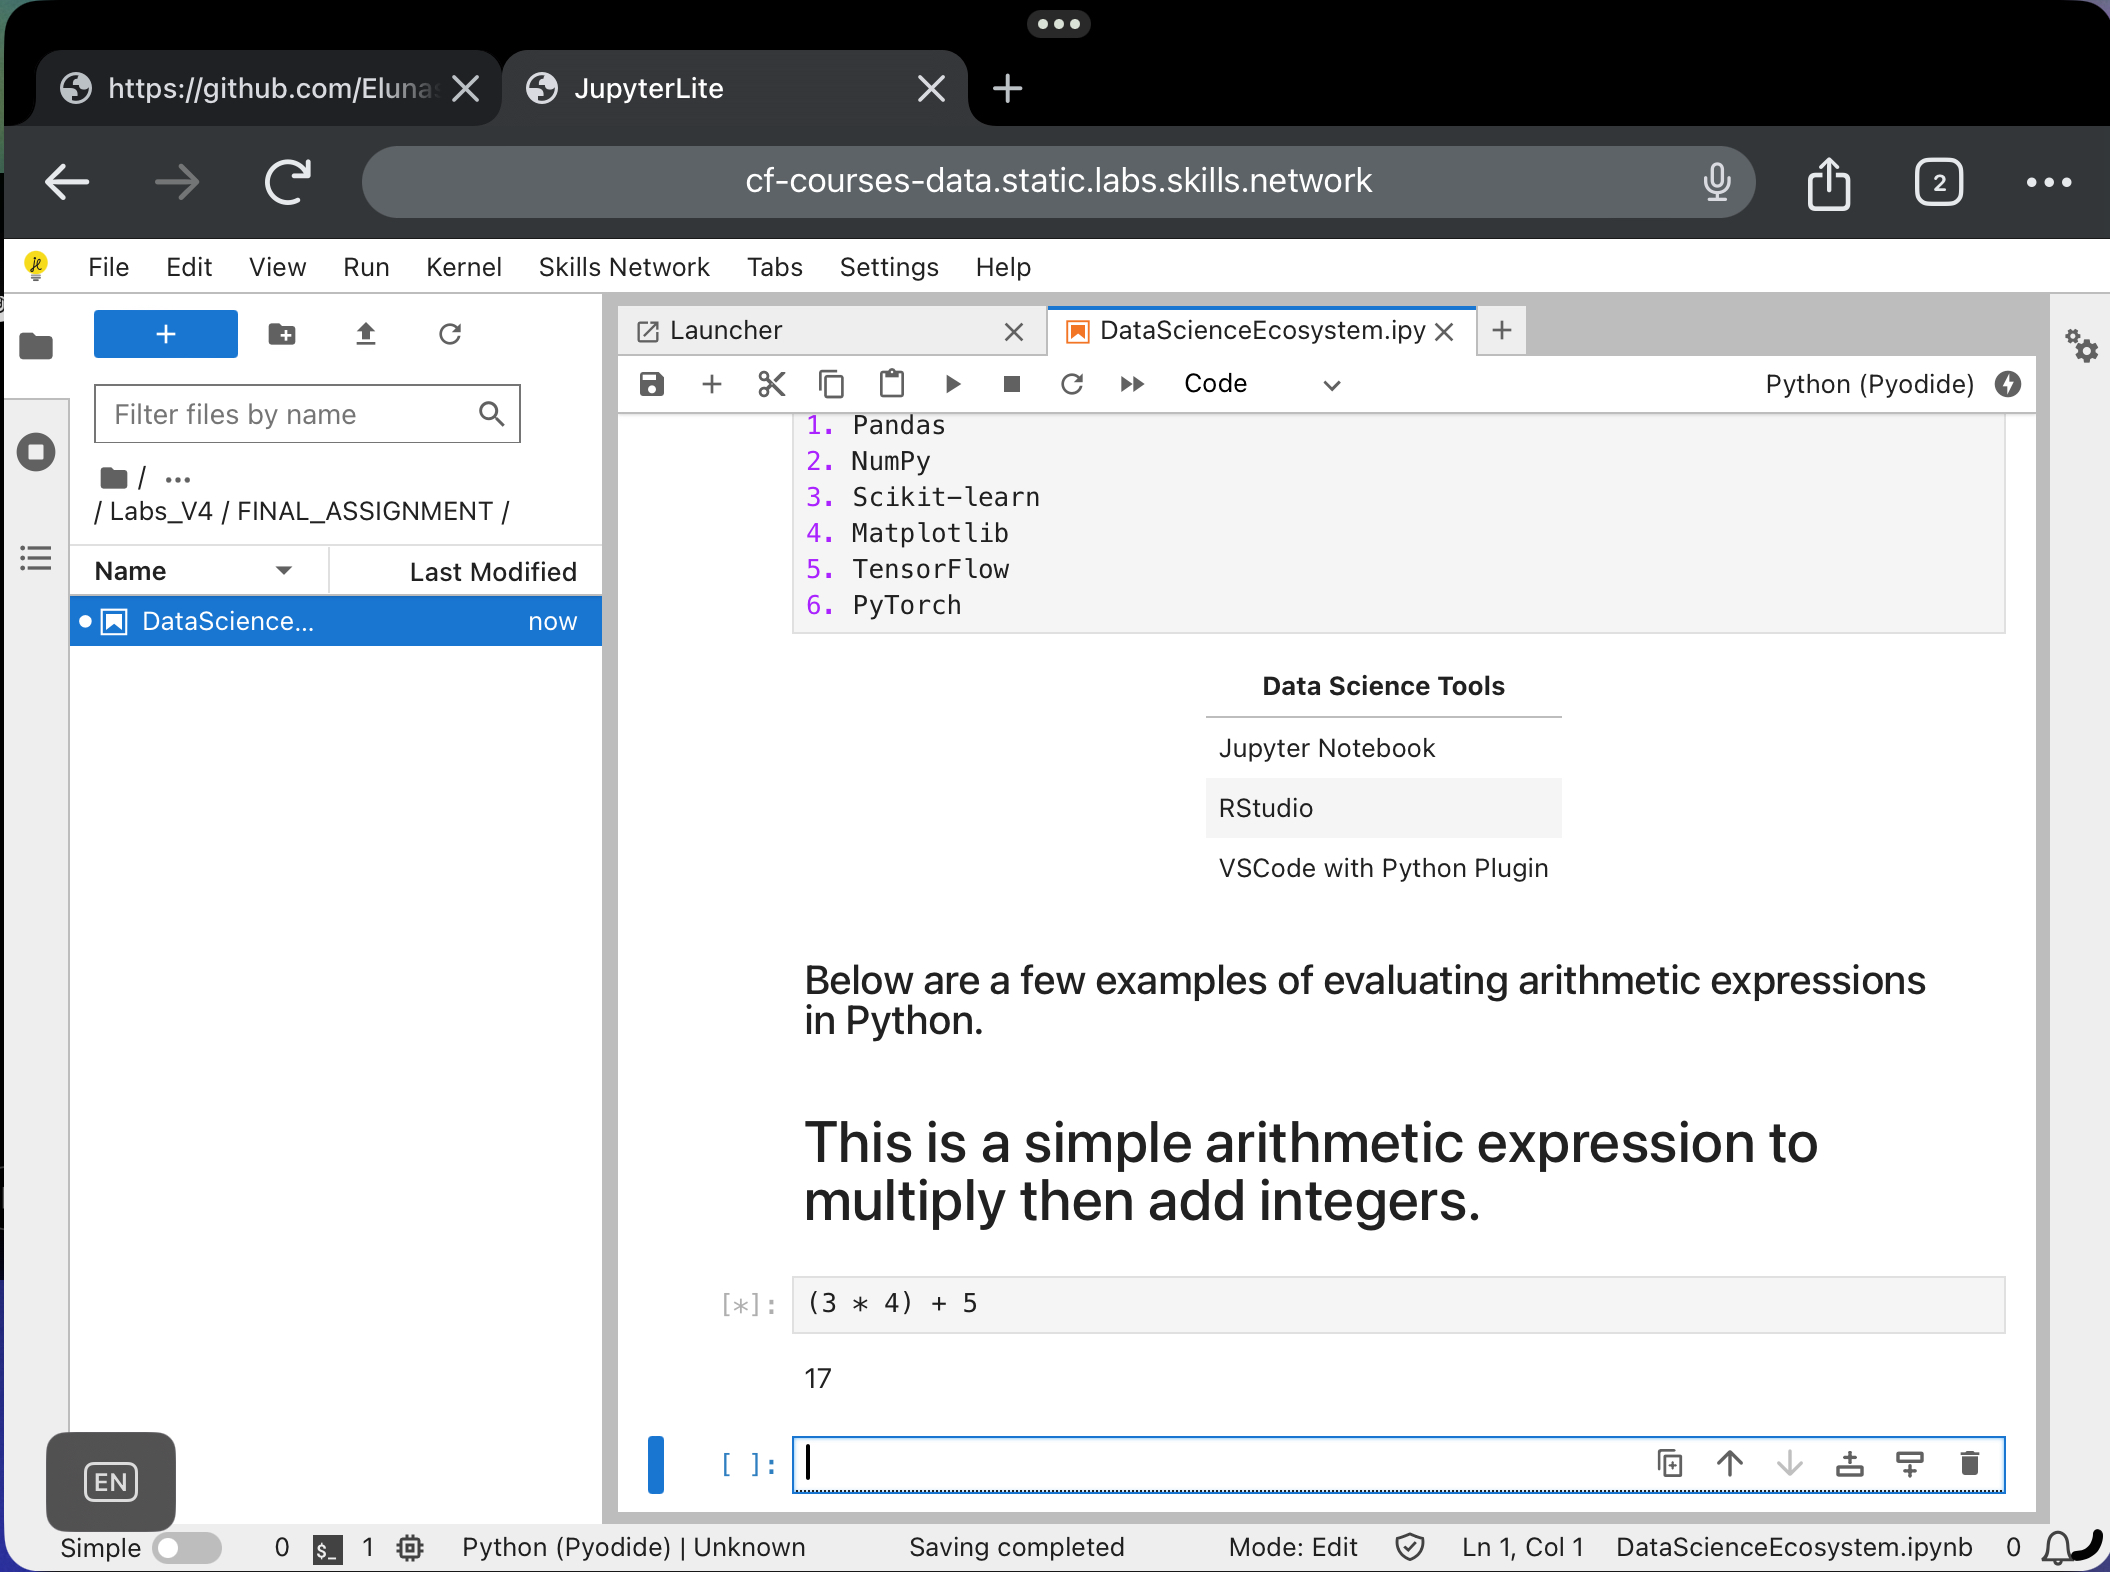 https://github.com/Eluna
JupyterLite
cf-courses-data.static.labs.skills.network
2
File Edit View Run Kernel Skills Network Tabs Settings Help
Filter files by name
/ ...
/ Labs_V4 / FINAL_ASSIGNMENT /
Name Last Modified
DataScience... now
Launcher
DataScienceEcosystem.ipy
Code
Python (Pyodide)
1. Pandas
2. NumPy
3. Scikit-learn
4. Matplotlib
5. TensorFlow
6. PyTorch
Data Science Tools
Jupyter Notebook
RStudio
VSCode with Python Plugin
Below are a few examples of evaluating arithmetic expressions
in Python.
This is a simple arithmetic expression to
multiply then add integers.
[*]: (3 * 4) + 5
17
[ ]:
EN
Simple 0 $_ 1 Python (Pyodide) | Unknown Saving completed Mode: Edit Ln 1, Col 1 DataScienceEcosystem.ipynb 0